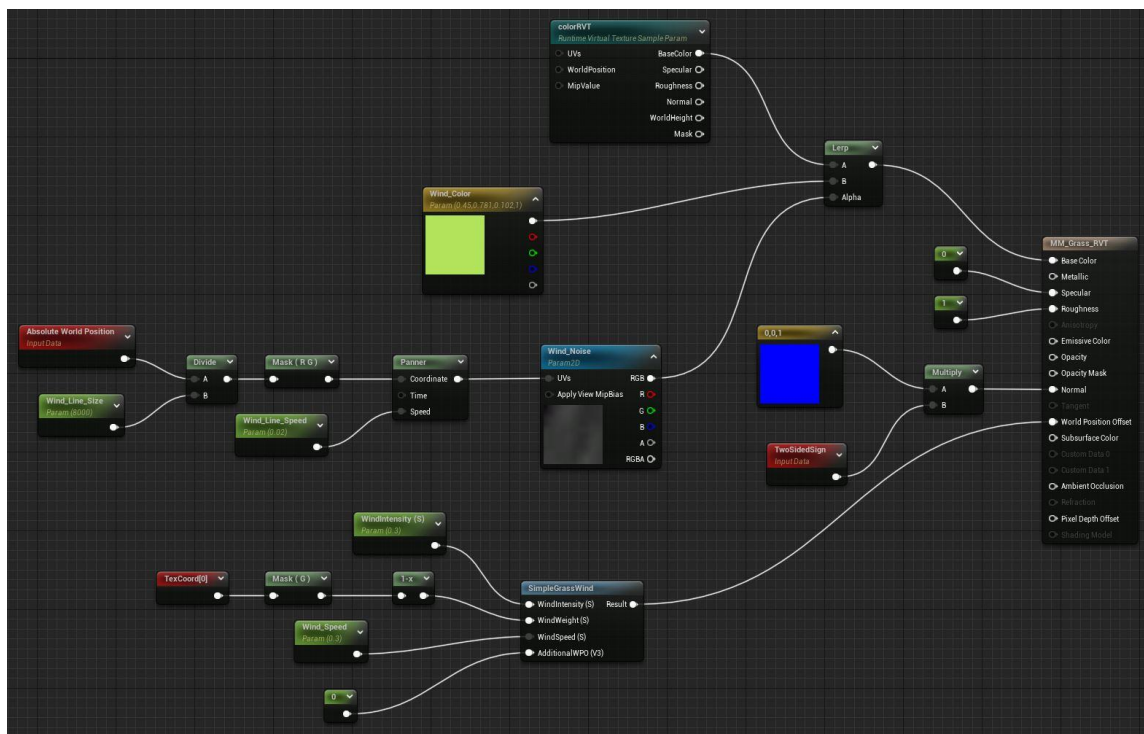 colorRVT
Runtime Virtual Texture Sample Param
UVs BaseColor
WorldPosition Specular
MipValue Roughness
Normal
WorldHeight
Mask
Lerp
A
B
Alpha
Wind_Color
Param (0.45,0.781,0.102,1)
MM_Grass_RVT
Base Color
Metallic
Specular
Roughness
Anisotropy
Emissive Color
Opacity
Opacity Mask
Normal
Tangent
World Position Offset
Subsurface Color
Custom Data 0
Custom Data 1
Ambient Occlusion
Refraction
Pixel Depth Offset
Shading Model
0
1
Absolute World Position
Input Data
Divide
A
B
Mask ( R G )
Panner
Coordinate
Time
Speed
Wind_Line_Size
Param (8000)
Wind_Line_Speed
Param (0.02)
Wind_Noise
Param2D
UVs RGB
Apply View MipBias R
G
B
A
RGBA
0,0,1
Multiply
A
B
TwoSidedSign
Input Data
WindIntensity (S)
Param (0.3)
TexCoord[0]
Mask ( G )
1-x
SimpleGrassWind
WindIntensity (S) Result
WindWeight (S)
WindSpeed (S)
AdditionalWPO (V3)
Wind_Speed
Param (0.3)
0